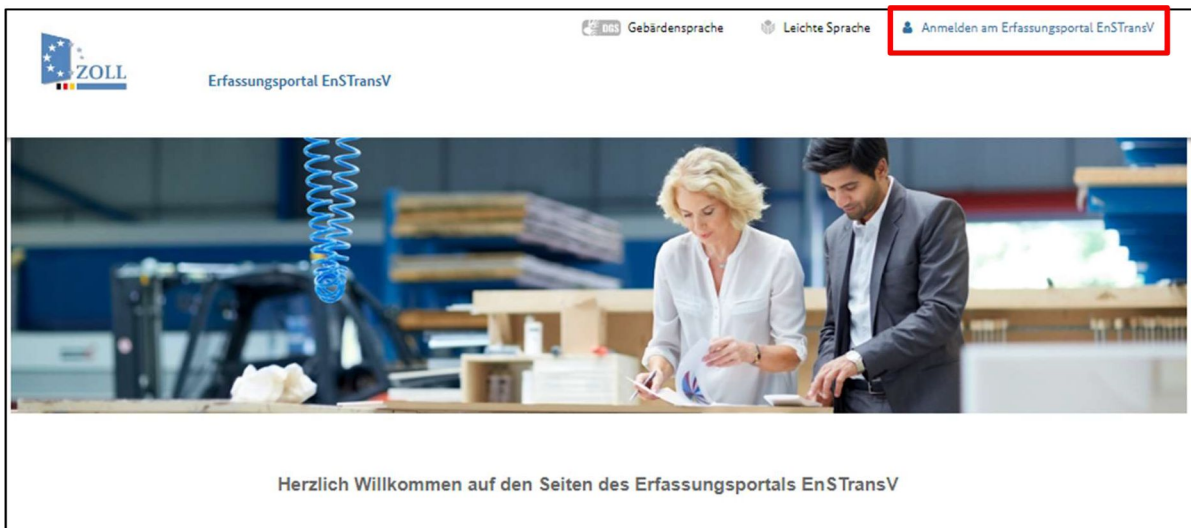 DGS Gebärdensprache Leichte Sprache Anmelden am Erfassungsportal EnSTransV
ZOLL
Erfassungsportal EnSTransV
Herzlich Willkommen auf den Seiten des Erfassungsportals EnSTransV